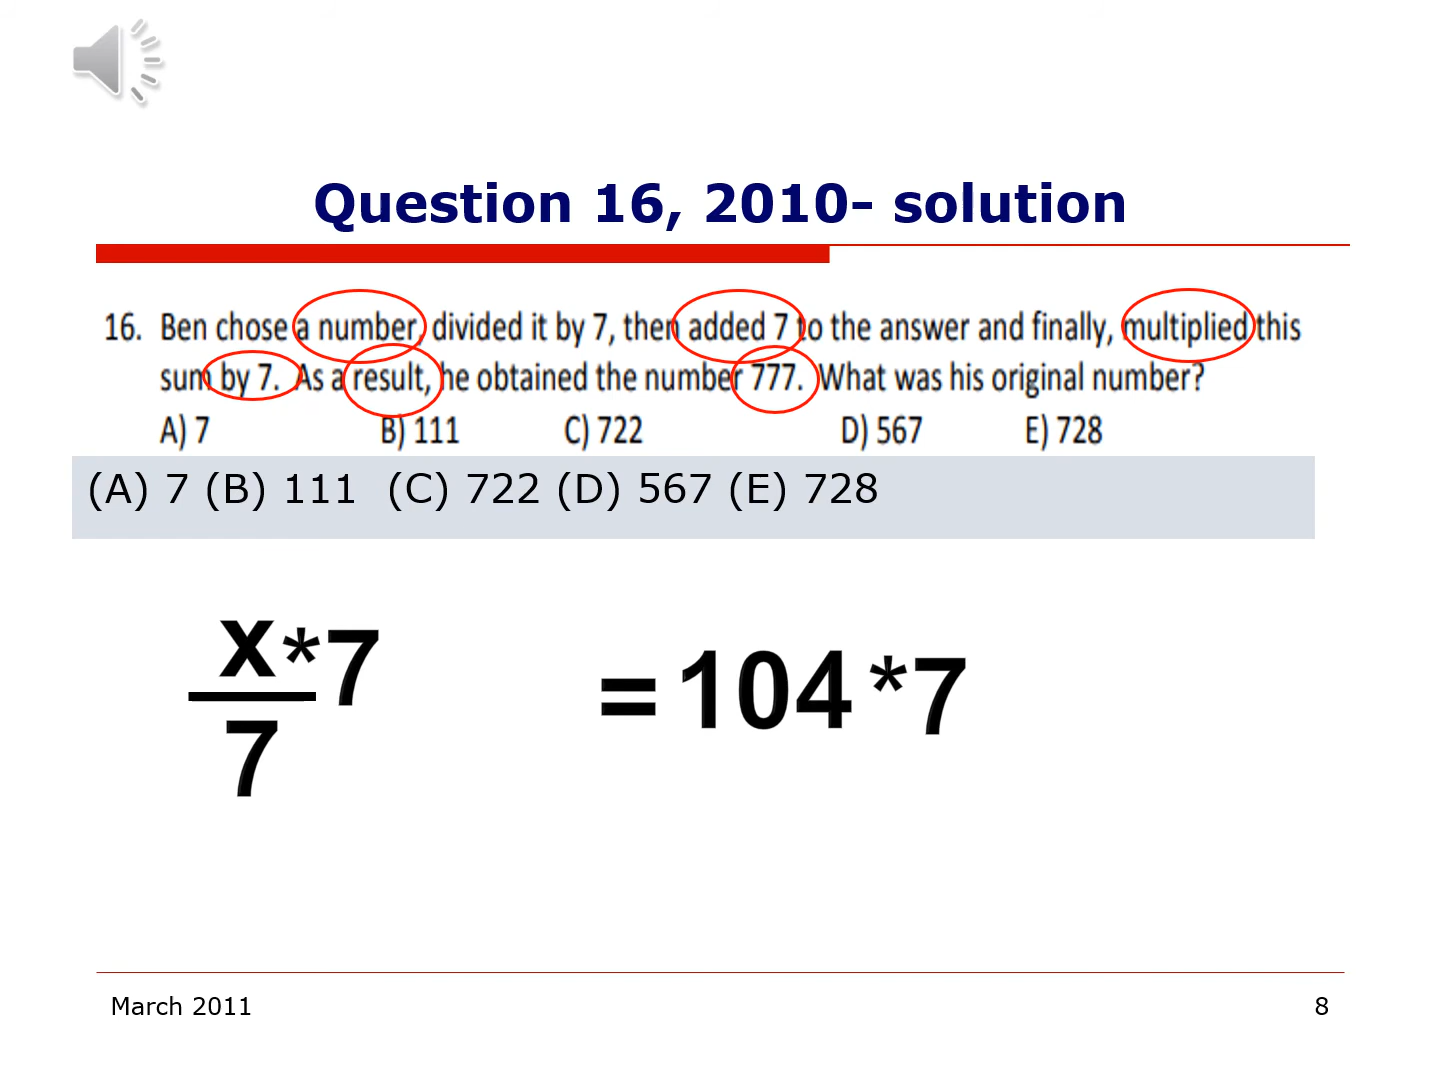 Question 16, 2010- solution
16. Ben chose a number, divided it by 7, then added 7 to the answer and finally, multiplied this
sum by 7. As a result, he obtained the number 777. What was his original number?
A) 7 B) 111 C) 722 D) 567 E) 728
(A) 7 (B) 111 (C) 722 (D) 567 (E) 728
x*7 = 104*7
7
March 2011 8